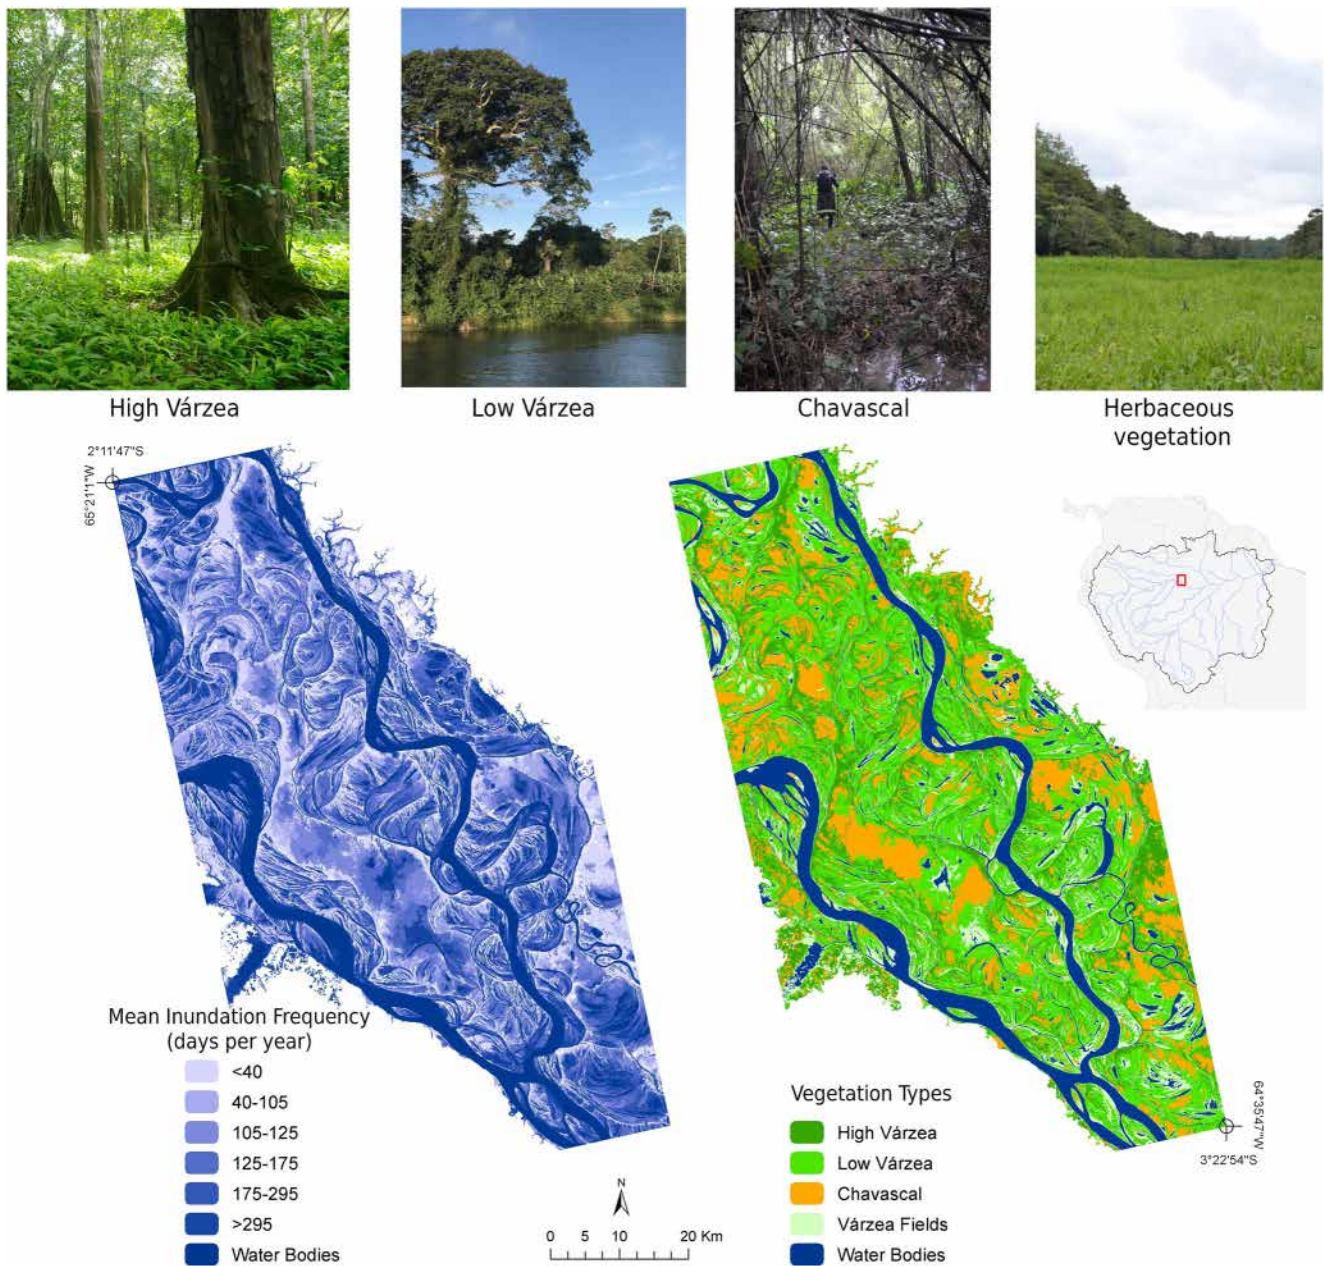 High Várzea
Low Várzea
Chavascal
Herbaceous
vegetation
2°11'47"S
65°21'1"W
Mean Inundation Frequency
(days per year)
<40
40-105
105-125
125-175
175-295
>295
Water Bodies
N
0 5 10 20 Km
Vegetation Types
High Várzea
Low Várzea
Chavascal
Várzea Fields
Water Bodies
64°35'47"W
3°22'54"S